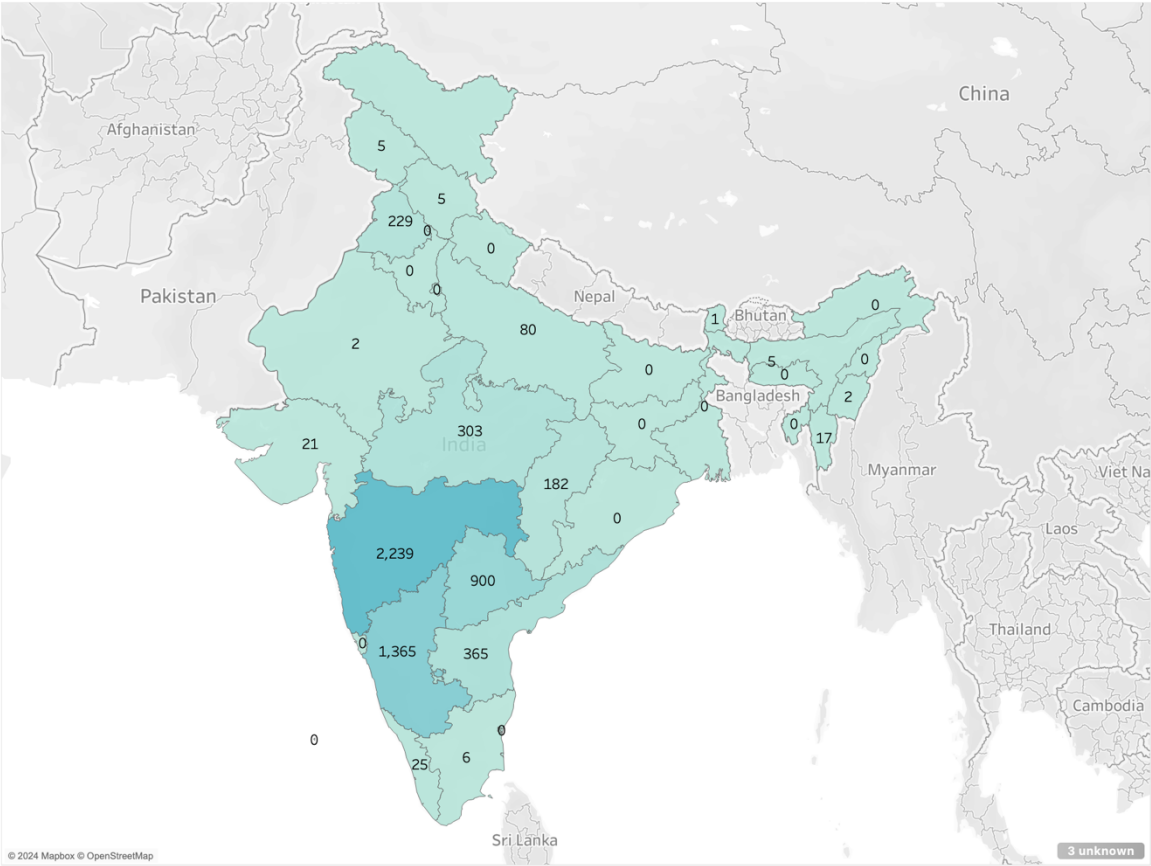 China
Afghanistan
5
5
229
0
0
0
0
Pakistan
Nepal
0
1
Bhutan
80
2
5
0
0
0
Bangladesh
2
0
0
0
17
303
India
21
Myanmar
Viet Na
182
0
Laos
2,239
900
Thailand
0
1,365
365
Cambodia
0
0
25
6
Sri Lanka
© 2024 Mapbox © OpenStreetMap
3 unknown